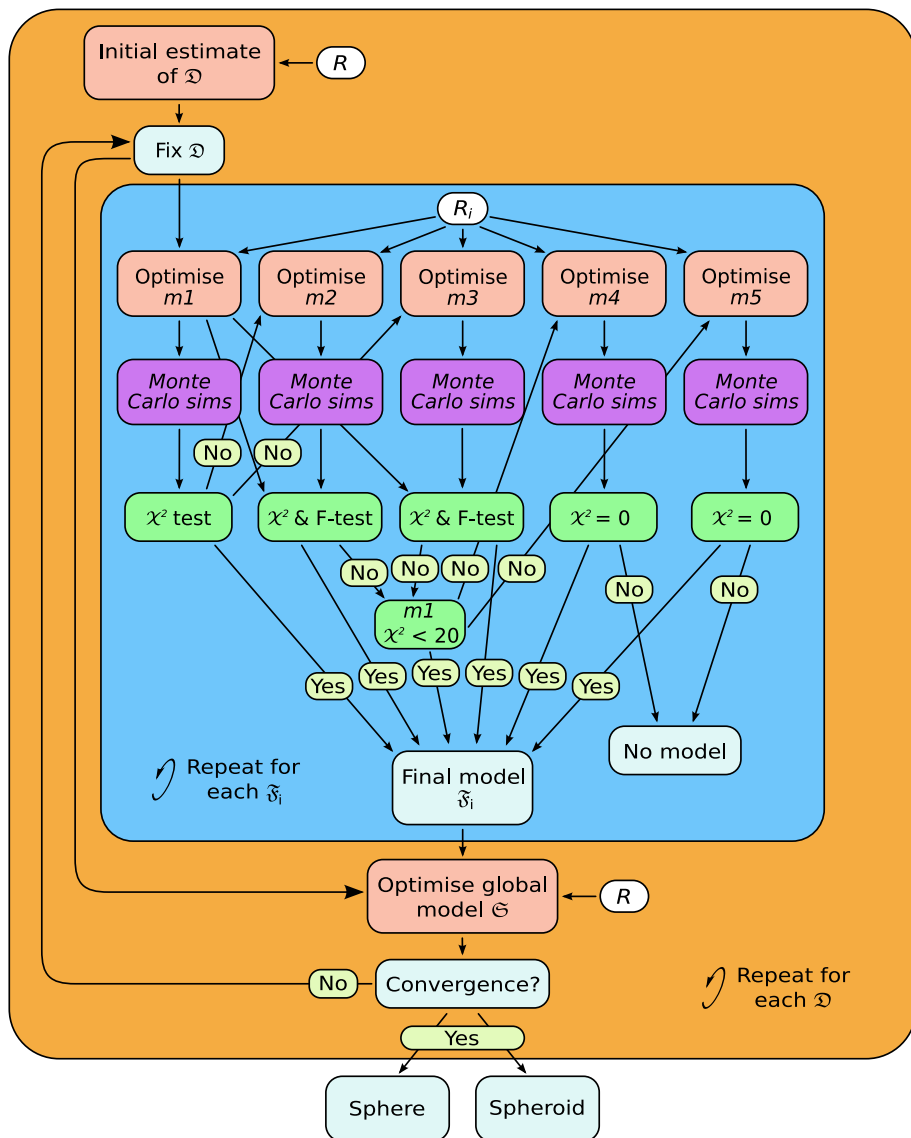 Initial estimate
of 𝔇
R
Fix 𝔇
R_i
Optimise
m1
Optimise
m2
Optimise
m3
Optimise
m4
Optimise
m5
Monte
Carlo sims
Monte
Carlo sims
Monte
Carlo sims
Monte
Carlo sims
Monte
Carlo sims
No
No
χ² test
χ² & F-test
χ² & F-test
χ² = 0
χ² = 0
No
No
No
No
No
No
m1
χ² < 20
Yes
Yes
Yes
Yes
Yes
Yes
No model
Repeat for
each 𝔉i
Final model
𝔉i
Optimise global
model 𝔖
R
Convergence?
No
Repeat for
each 𝔇
Yes
Sphere
Spheroid